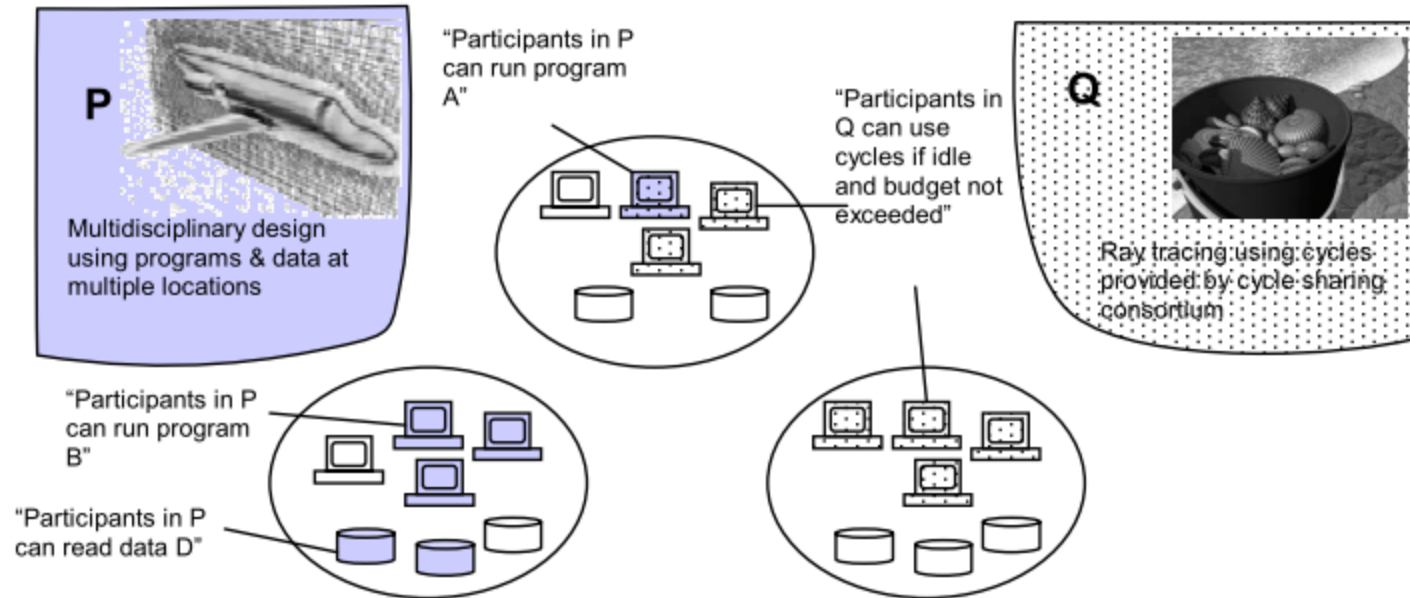 P
Multidisciplinary design
using programs & data at
multiple locations
“Participants in P
can run program
A”
“Participants in
Q can use
cycles if idle
and budget not
exceeded”
Q
Ray tracing using cycles
provided by cycle sharing
consortium
“Participants in P
can run program
B”
“Participants in P
can read data D”